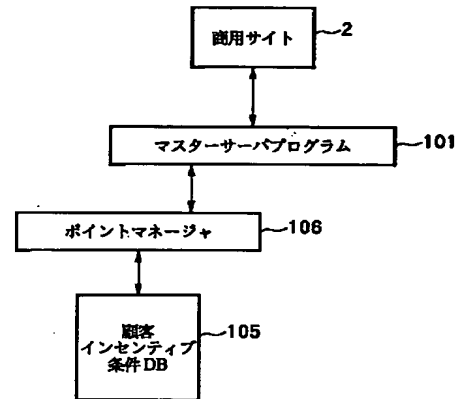 商用サイト
2
マスターサーバプログラム
101
ポイントマネージャ
106
顧客
インセンティブ
条件DB
105